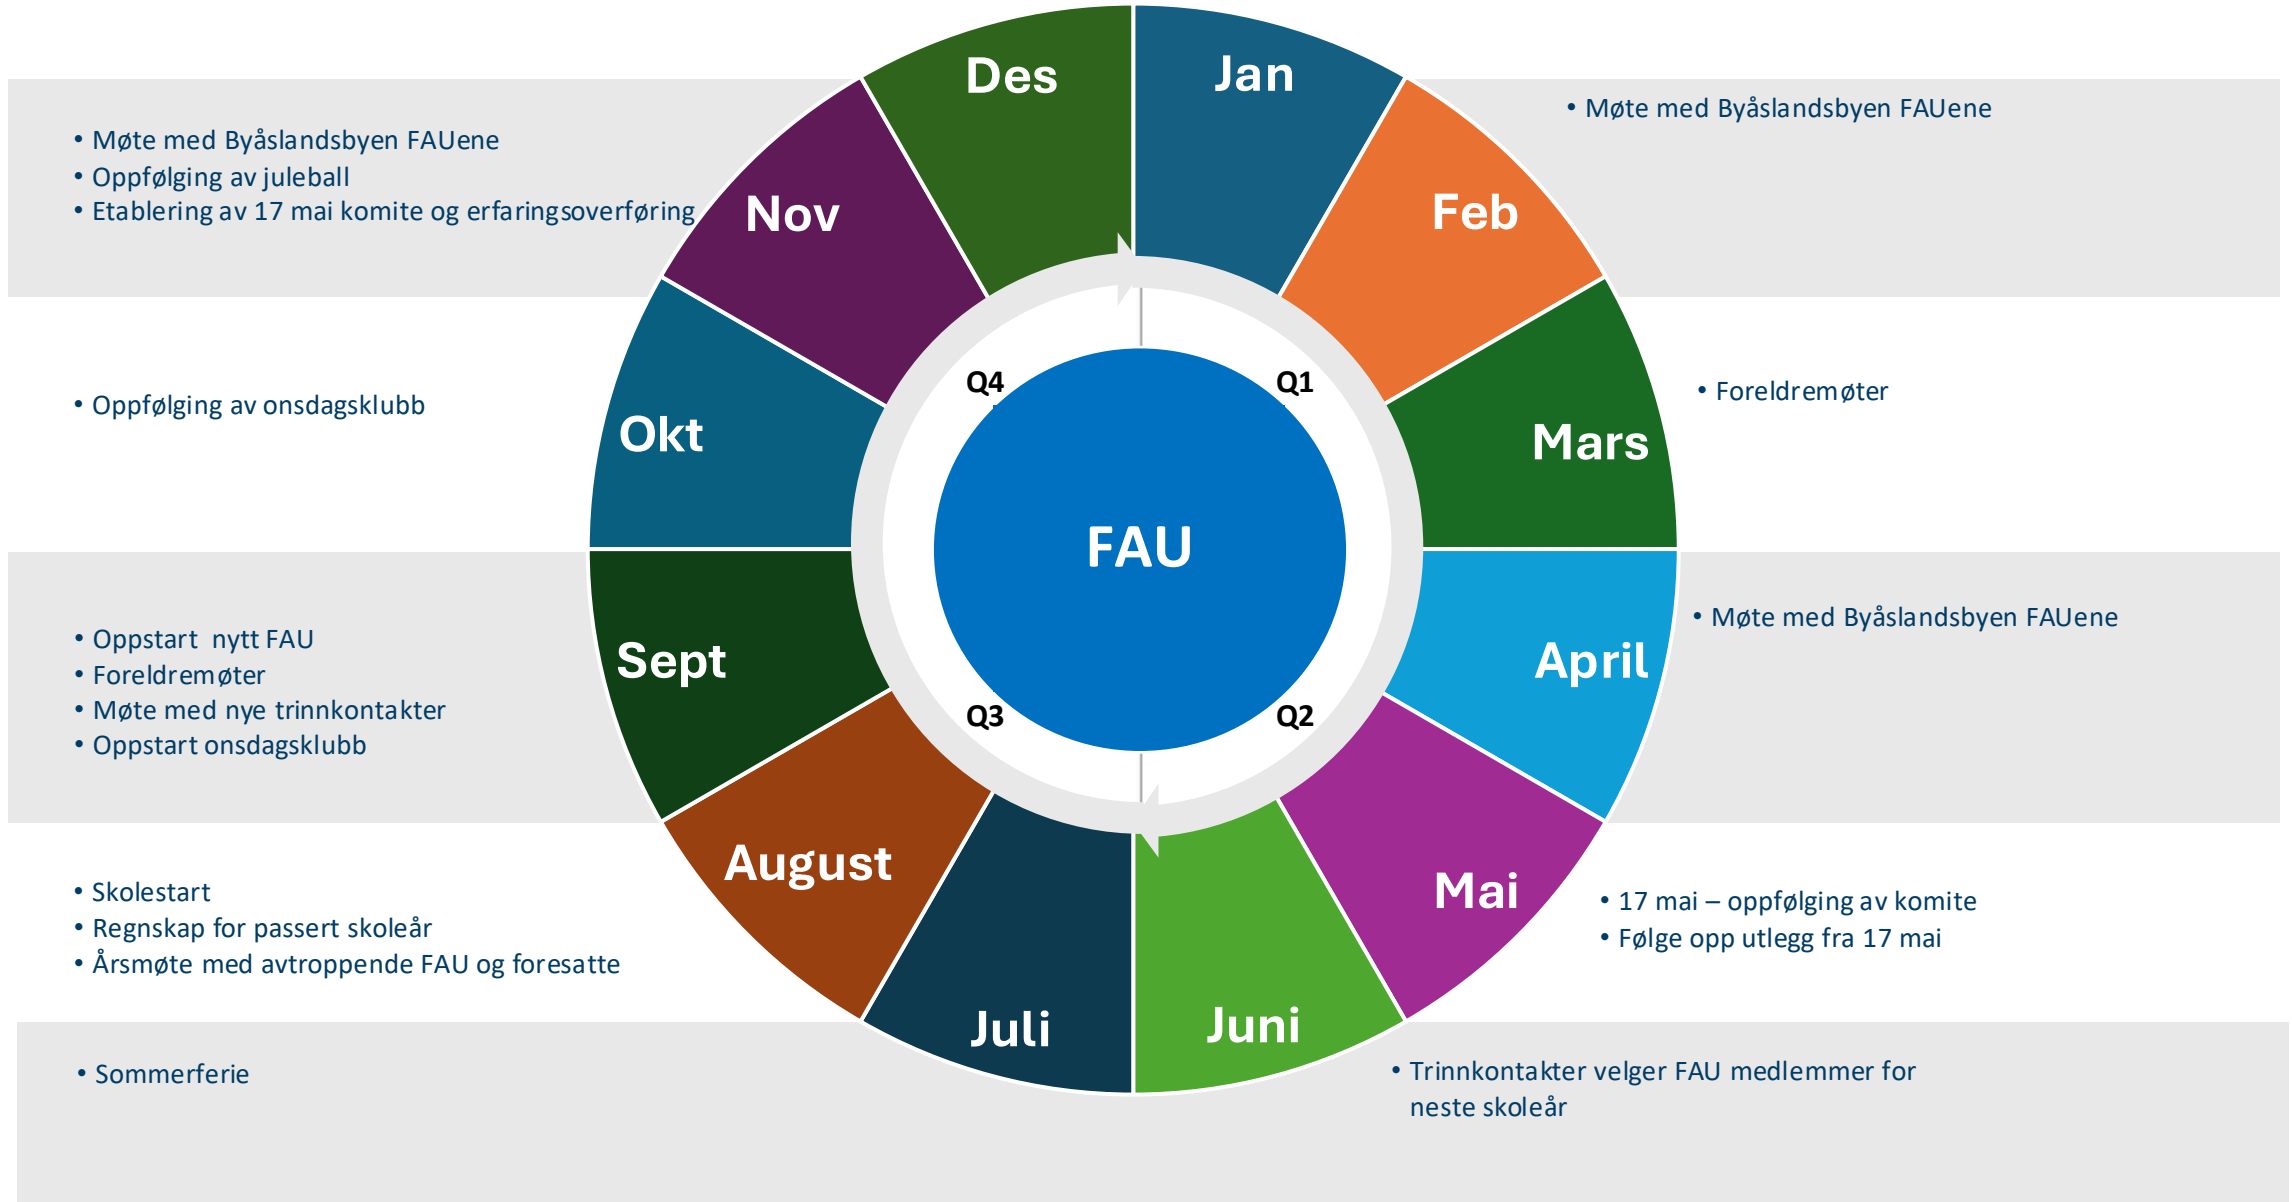 Des
Jan
• Møte med Byåslandsbyen FAUene
• Møte med Byåslandsbyen FAUene
• Oppfølging av juleball
• Etablering av 17 mai komite og erfaringsoverføring
Nov
Feb
Q4
Q1
• Oppfølging av onsdagsklubb
• Foreldremøter
Okt
Mars
FAU
• Møte med Byåslandsbyen FAUene
• Oppstart  nytt FAU
• Foreldremøter
• Møte med nye trinnkontakter
• Oppstart onsdagsklubb
Sept
April
Q3
Q2
August
Mai
• Skolestart
• Regnskap for passert skoleår
• Årsmøte med avtroppende FAU og foresatte
• 17 mai – oppfølging av komite
• Følge opp utlegg fra 17 mai
Juli
Juni
• Sommerferie
• Trinnkontakter velger FAU medlemmer for
neste skoleår